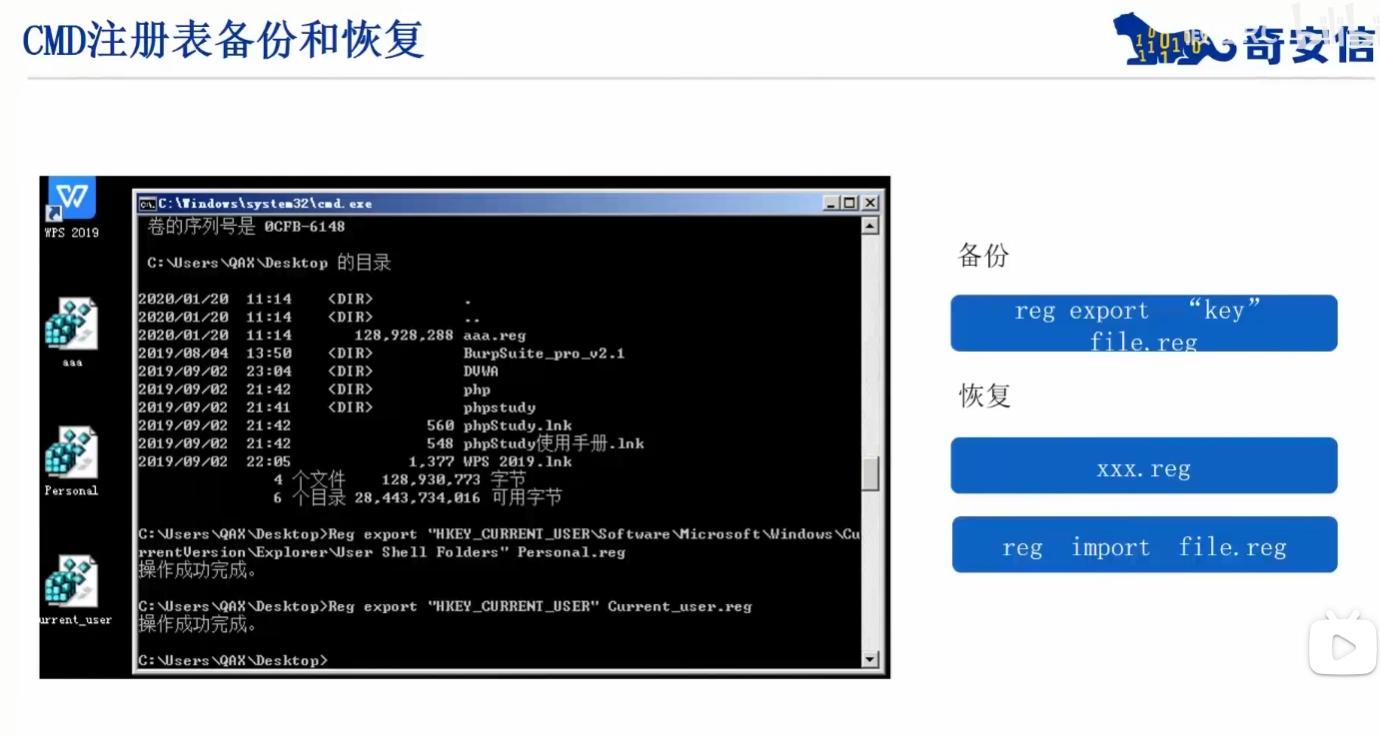 CMD注册表备份和恢复
奇安信
WPS 2019
aaa
Personal
urrent_user
C:\Windows\system32\cmd.exe
卷的序列号是 0CFB-6148
C:\Users\QAX\Desktop 的目录
2020/01/20 11:14 <DIR> .
2020/01/20 11:14 <DIR> ..
2020/01/20 11:14 128,928,288 aaa.reg
2019/08/04 13:50 <DIR> BurpSuite_pro_v2.1
2019/09/02 23:04 <DIR> DVWA
2019/09/02 21:42 <DIR> php
2019/09/02 21:41 <DIR> phpstudy
2019/09/02 21:42 560 phpStudy.lnk
2019/09/02 21:42 548 phpStudy使用手册.lnk
2019/09/02 22:05 1,377 WPS 2019.lnk
4 个文件 128,930,773 字节
6 个目录 28,443,734,016 可用字节
C:\Users\QAX\Desktop>Reg export "HKEY_CURRENT_USER\Software\Microsoft\Windows\Cu
rrentVersion\Explorer\User Shell Folders" Personal.reg
操作成功完成。
C:\Users\QAX\Desktop>Reg export "HKEY_CURRENT_USER" Current_user.reg
操作成功完成。
C:\Users\QAX\Desktop>
备份
reg export “key”
file.reg
恢复
xxx.reg
reg import file.reg